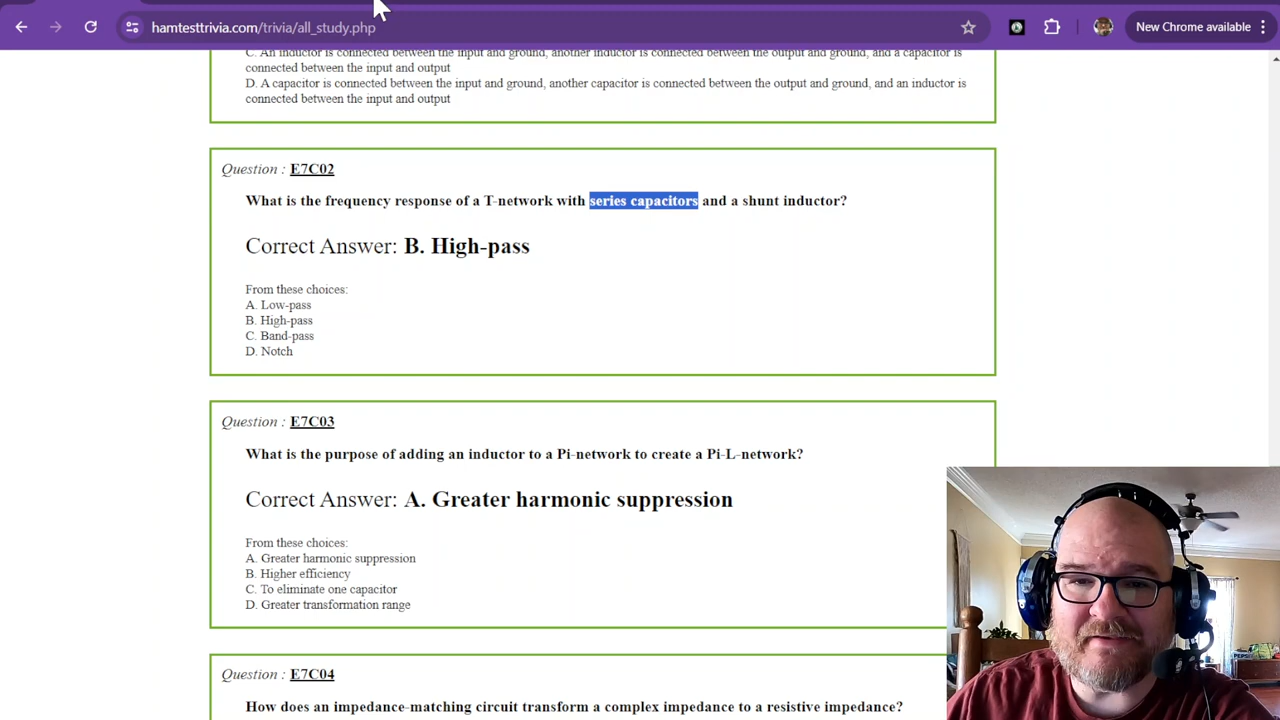 hamtesttrivia.com/trivia/all_study.php
New Chrome available
C. An inductor is connected between the input and ground, another inductor is connected between the output and ground, and a capacitor is
connected between the input and output
D. A capacitor is connected between the input and ground, another capacitor is connected between the output and ground, and an inductor is
connected between the input and output
Question : E7C02
What is the frequency response of a T-network with series capacitors and a shunt inductor?
Correct Answer: B. High-pass
From these choices:
A. Low-pass
B. High-pass
C. Band-pass
D. Notch
Question : E7C03
What is the purpose of adding an inductor to a Pi-network to create a Pi-L-network?
Correct Answer: A. Greater harmonic suppression
From these choices:
A. Greater harmonic suppression
B. Higher efficiency
C. To eliminate one capacitor
D. Greater transformation range
Question : E7C04
How does an impedance-matching circuit transform a complex impedance to a resistive impedance?